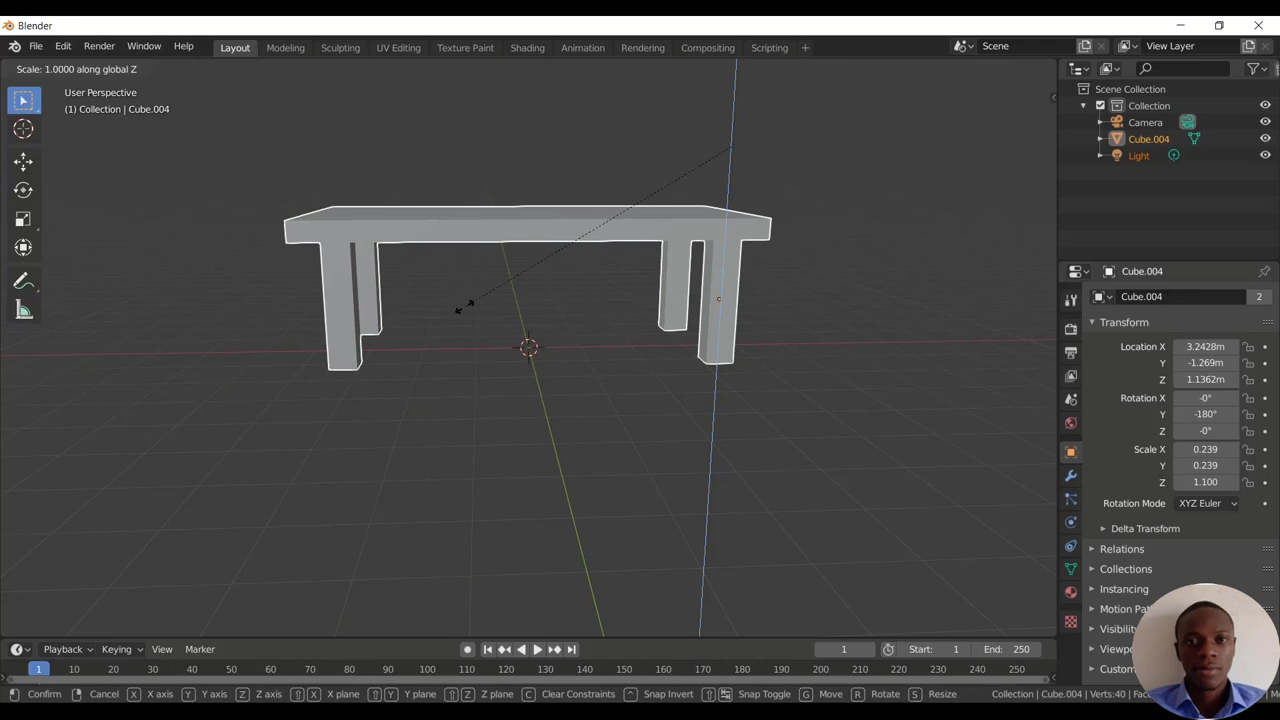 Blender
File Edit Render Window Help Layout Modeling Sculpting UV Editing Texture Paint Shading Animation Rendering Compositing Scripting + Scene View Layer
Scale: 1.0000 along global Z
User Perspective
(1) Collection | Cube.004
Scene Collection
Collection
Camera
Cube.004
Light
Cube.004
Cube.004 2
Transform
Location X 3.2428m
Y -1.269m
Z 1.1362m
Rotation X -0°
Y -180°
Z -0°
Scale X 0.239
Y 0.239
Z 1.100
Rotation Mode XYZ Euler
Delta Transform
Relations
Collections
Instancing
Motion Pat
Visibility
Viewpo
Custom
Playback Keying View Marker 1 Start: 1 End: 250
1 10 20 30 40 50 60 70 80 90 100 110 120 130 140 150 160 170 180 190 200 210 220 230 240 250
Confirm Cancel X X axis Y Y axis Z Z axis X X plane Y Y plane Z Z plane C Clear Constraints Snap Invert Snap Toggle G Move R Rotate S Resize Collection | Cube.004 | Verts:40 | Fac